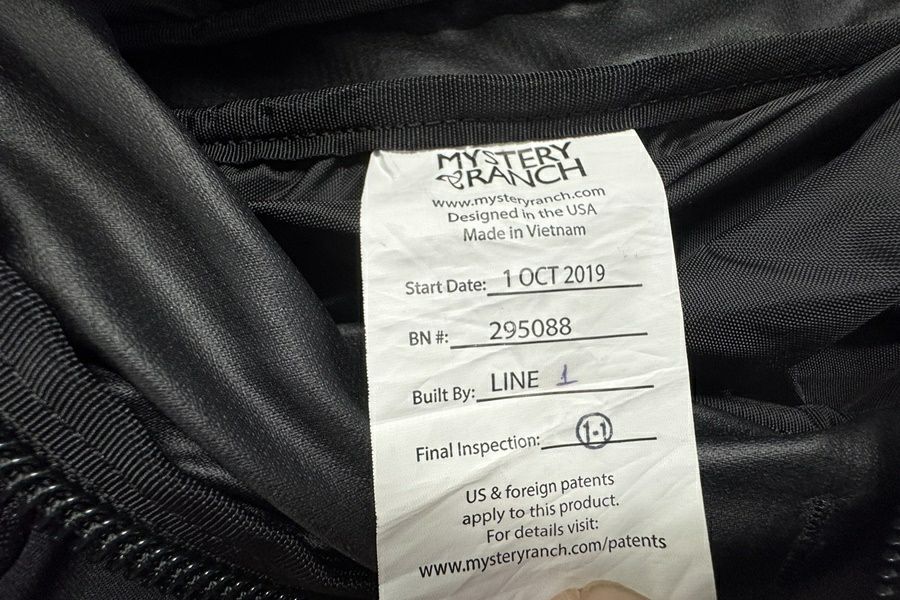 MYSTERY
RANCH
www.mysteryranch.com
Designed in the USA
Made in Vietnam
Start Date: 1 OCT 2019
BN #: 295088
Built By: LINE 1
Final Inspection: 1-1
US & foreign patents
apply to this product.
For details visit:
www.mysteryranch.com/patents